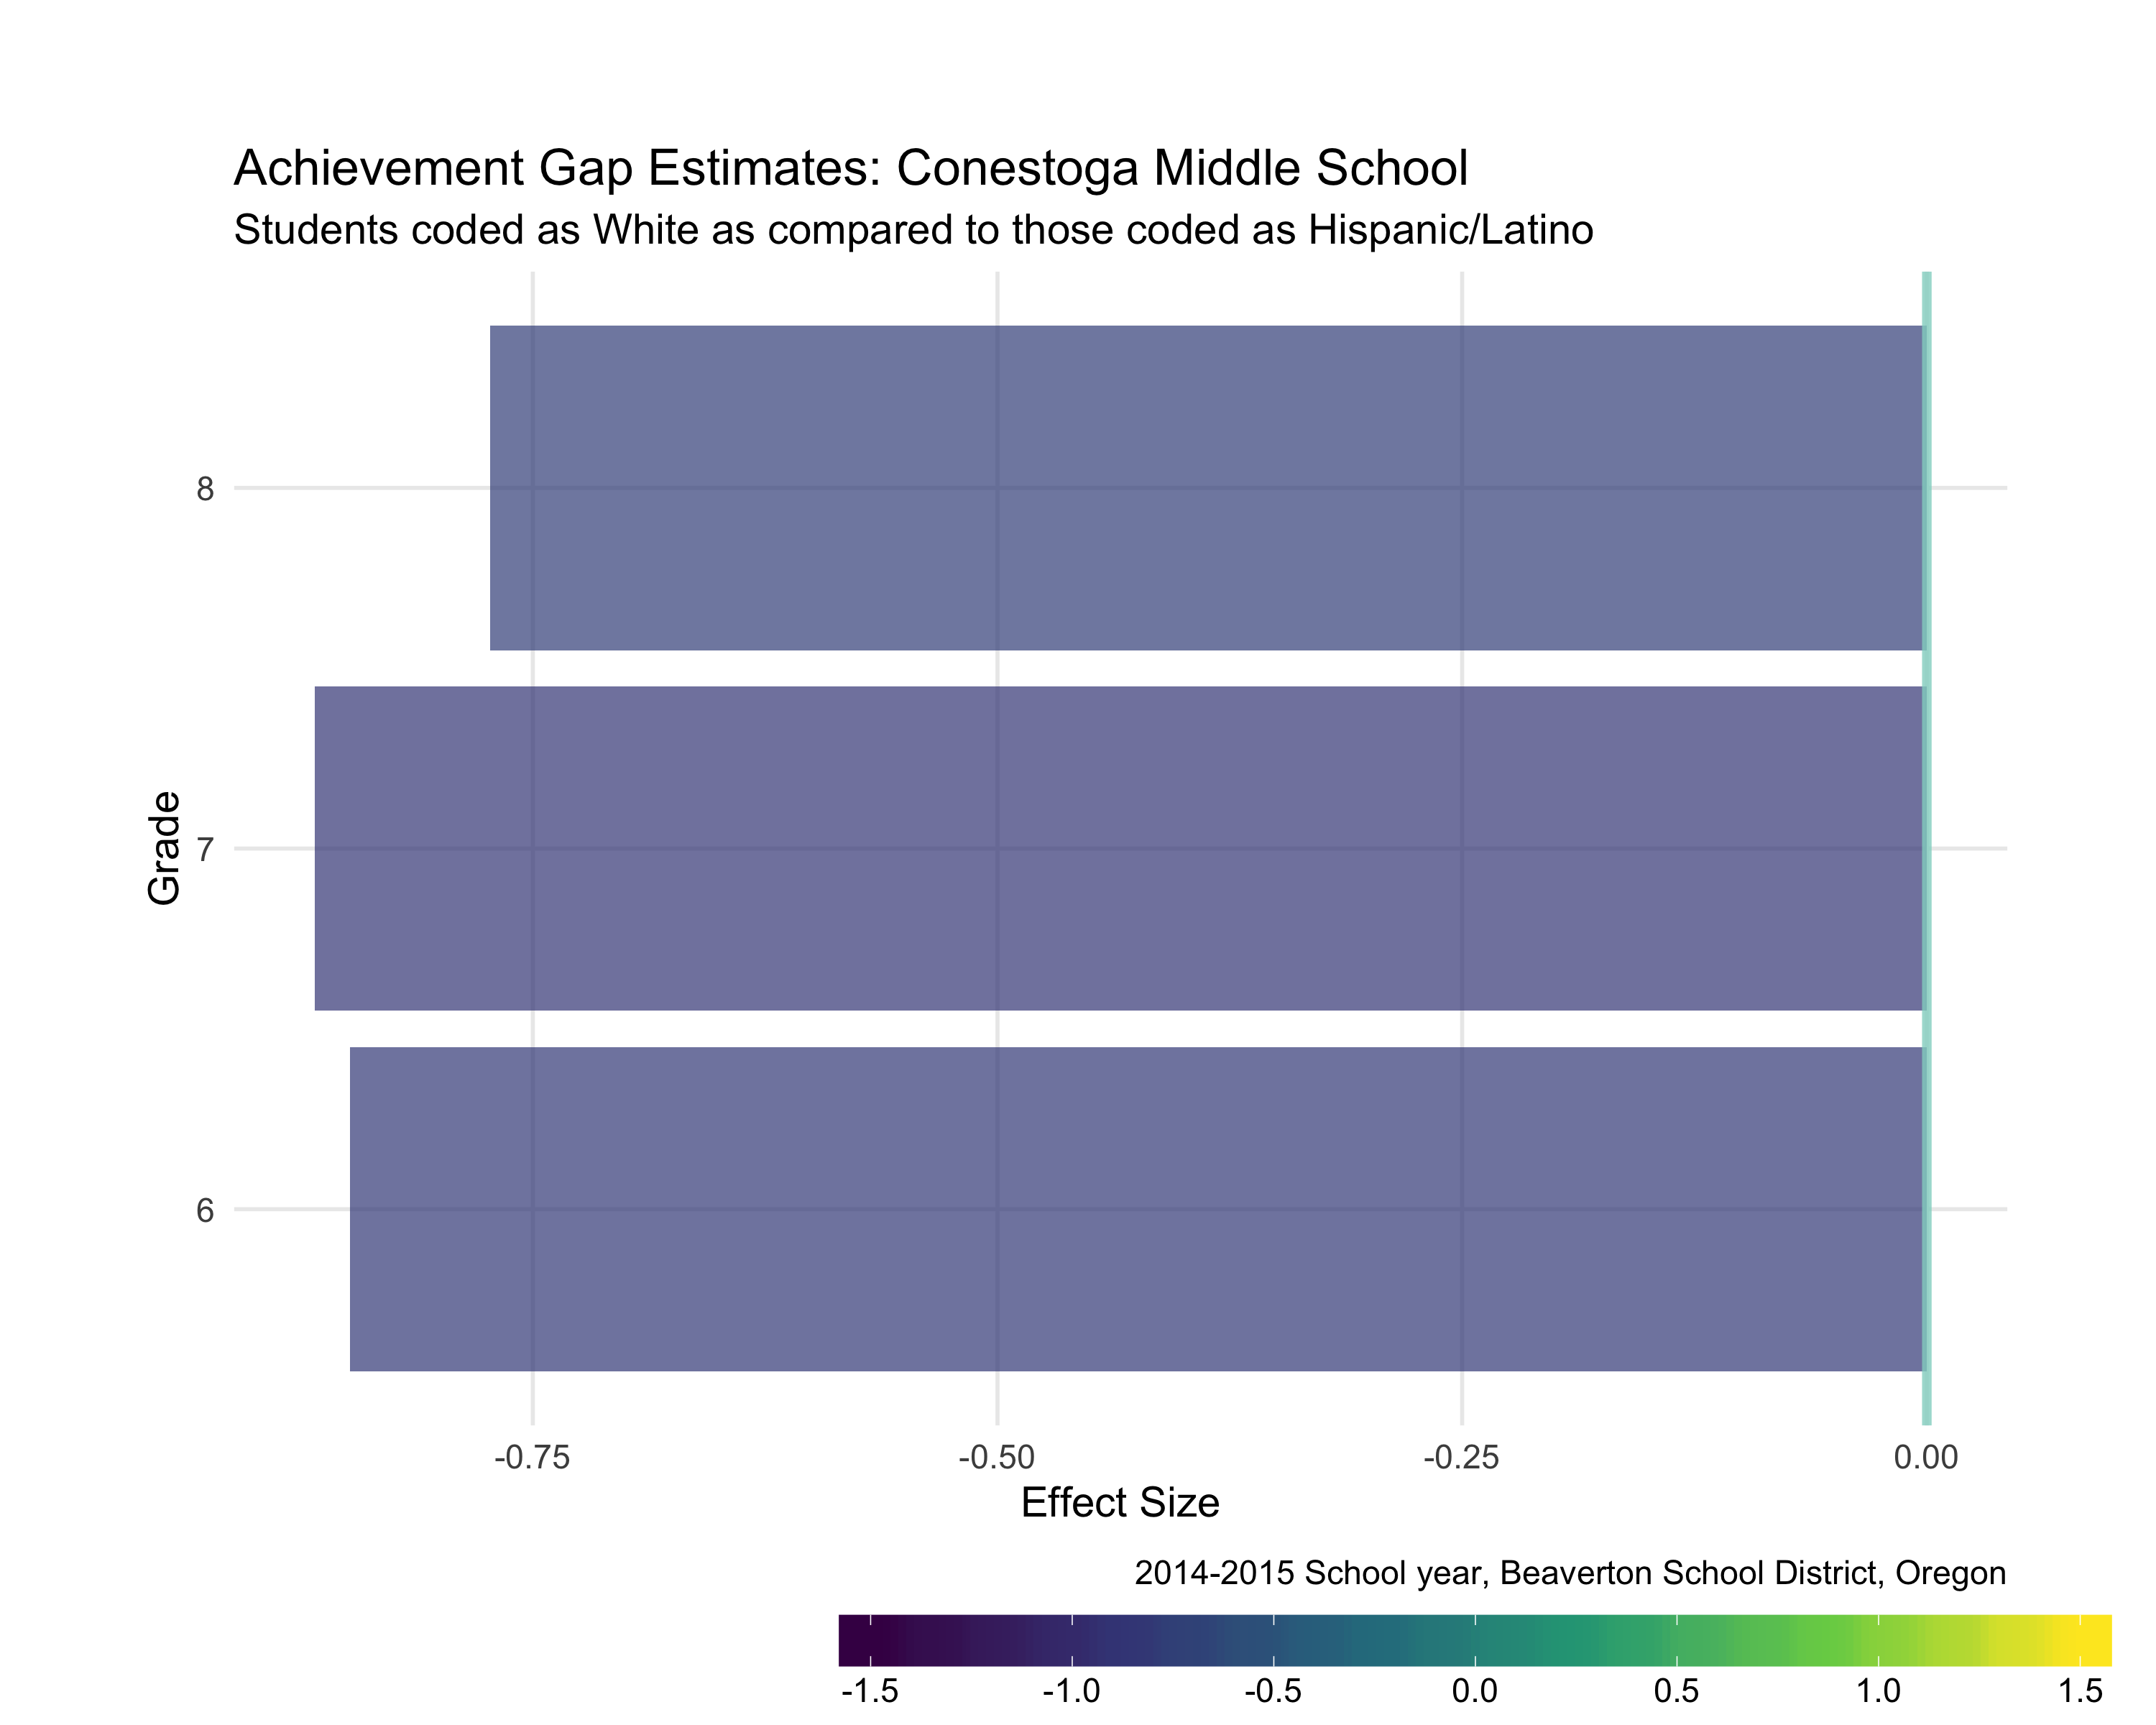 Achievement Gap Estimates: Conestoga Middle School
Students coded as White as compared to those coded as Hispanic/Latino
8
7
6
Grade
-0.75 -0.50 -0.25 0.00
Effect Size
2014-2015 School year, Beaverton School District, Oregon
-1.5 -1.0 -0.5 0.0 0.5 1.0 1.5